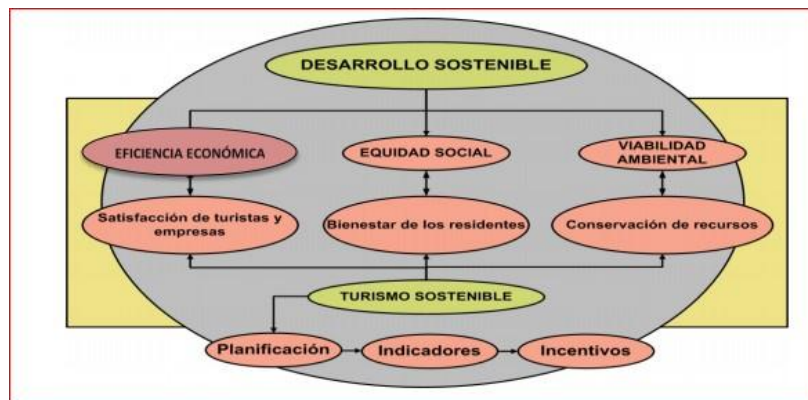 DESARROLLO SOSTENIBLE
EFICIENCIA ECONÓMICA
EQUIDAD SOCIAL
VIABILIDAD
AMBIENTAL
Satisfacción de turistas y
empresas
Bienestar de los residentes
Conservación de recursos
TURISMO SOSTENIBLE
Planificación
Indicadores
Incentivos